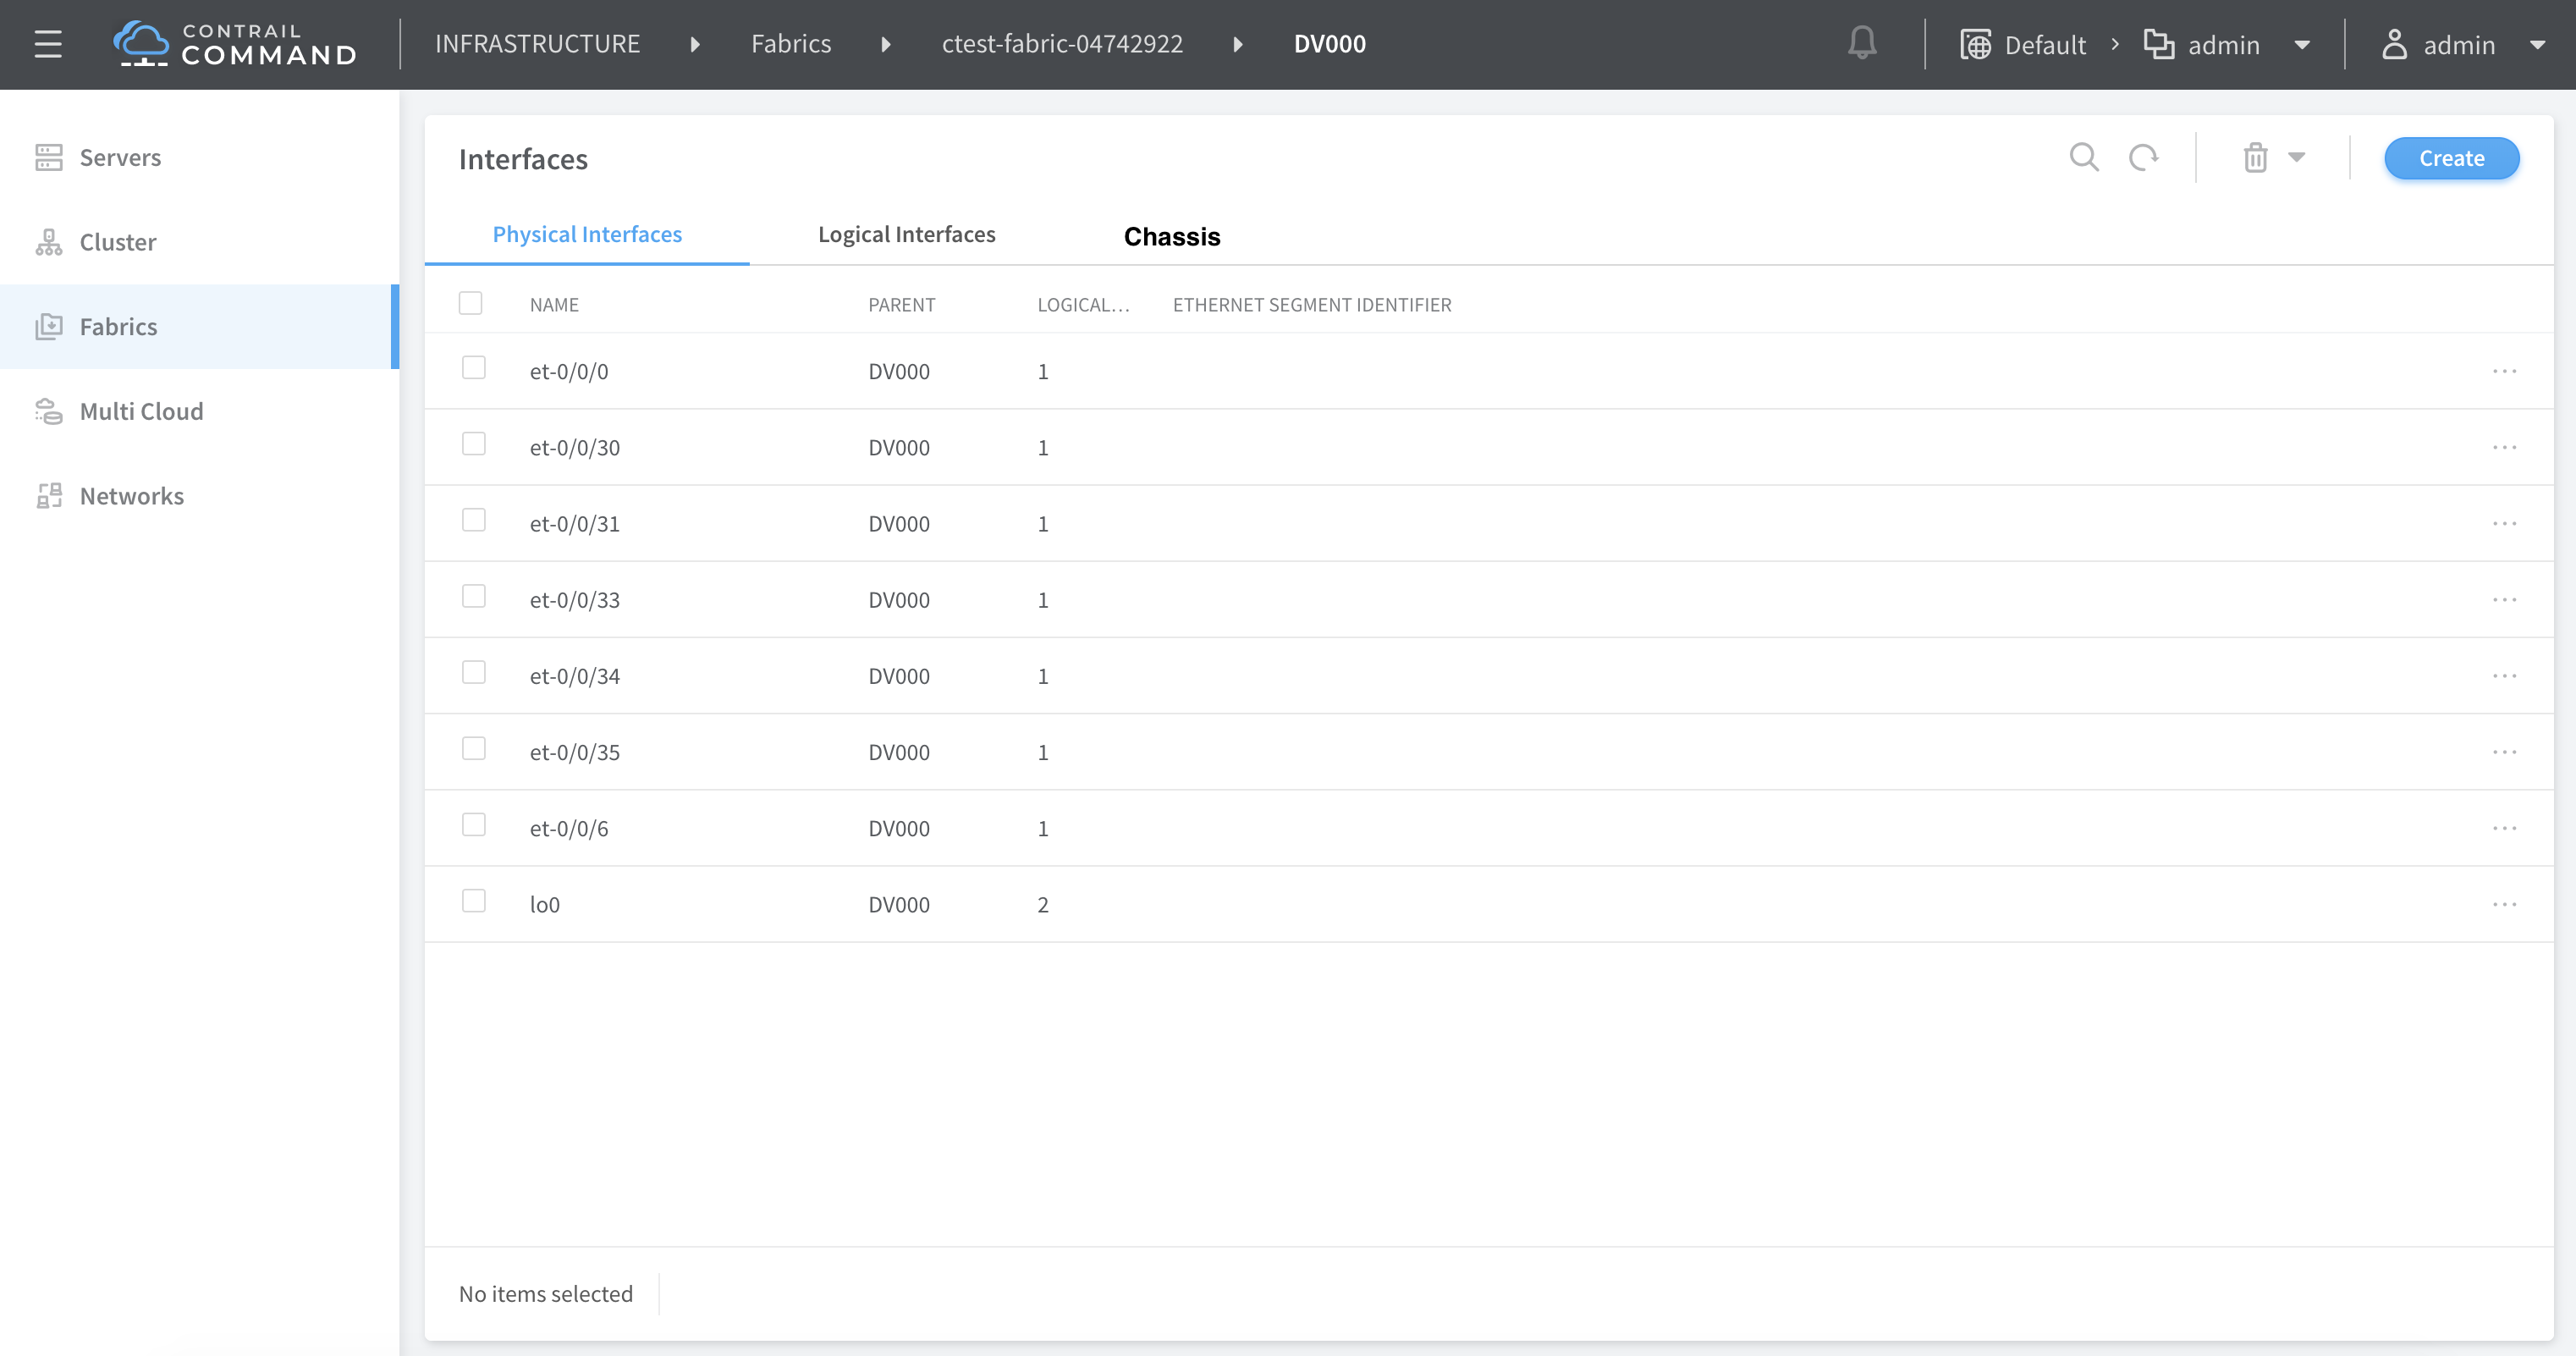 CONTRAIL
COMMAND
INFRASTRUCTURE Fabrics ctest-fabric-04742922 DV000
Default admin admin
Servers
Cluster
Fabrics
Multi Cloud
Networks
Interfaces
Create
Physical Interfaces Logical Interfaces Chassis
NAME PARENT LOGICAL... ETHERNET SEGMENT IDENTIFIER
et-0/0/0 DV000 1 ...
et-0/0/30 DV000 1 ...
et-0/0/31 DV000 1 ...
et-0/0/33 DV000 1 ...
et-0/0/34 DV000 1 ...
et-0/0/35 DV000 1 ...
et-0/0/6 DV000 1 ...
lo0 DV000 2 ...
No items selected